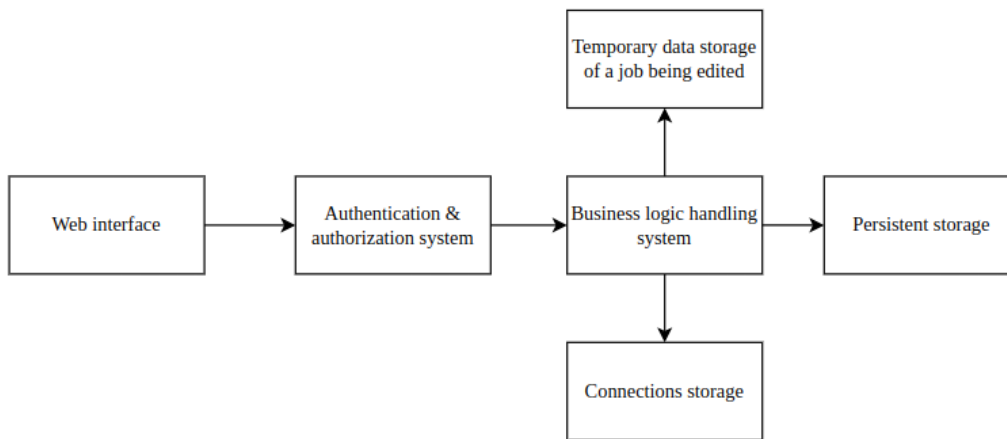 Temporary data storage
of a job being edited
Web interface
Authentication &
authorization system
Business logic handling
system
Persistent storage
Connections storage